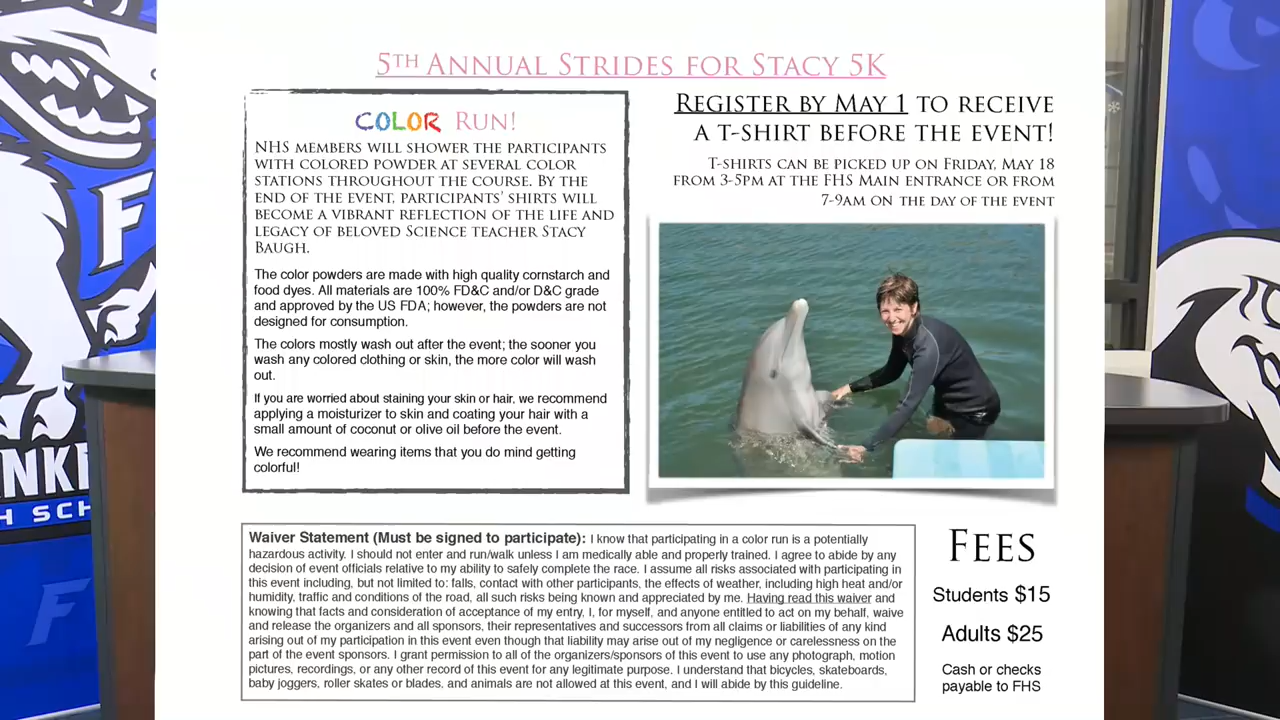 5TH ANNUAL STRIDES FOR STACY 5K
COLOR RUN!
NHS MEMBERS WILL SHOWER THE PARTICIPANTS
WITH COLORED POWDER AT SEVERAL COLOR
STATIONS THROUGHOUT THE COURSE. BY THE
END OF THE EVENT, PARTICIPANTS' SHIRTS WILL
BECOME A VIBRANT REFLECTION OF THE LIFE AND
LEGACY OF BELOVED SCIENCE TEACHER STACY
BAUGH.
The color powders are made with high quality cornstarch and
food dyes. All materials are 100% FD&C and/or D&C grade
and approved by the US FDA; however, the powders are not
designed for consumption.
The colors mostly wash out after the event; the sooner you
wash any colored clothing or skin, the more color will wash
out.
If you are worried about staining your skin or hair, we recommend
applying a moisturizer to skin and coating your hair with a
small amount of coconut or olive oil before the event.
We recommend wearing items that you do mind getting
colorful!
REGISTER BY MAY 1 TO RECEIVE
A T-SHIRT BEFORE THE EVENT!
T-SHIRTS CAN BE PICKED UP ON FRIDAY, MAY 18
FROM 3-5PM AT THE FHS MAIN ENTRANCE OR FROM
7-9AM ON THE DAY OF THE EVENT
Waiver Statement (Must be signed to participate): I know that participating in a color run is a potentially
hazardous activity. I should not enter and run/walk unless I am medically able and properly trained. I agree to abide by any
decision of event officials relative to my ability to safely complete the race. I assume all risks associated with participating in
this event including, but not limited to: falls, contact with other participants, the effects of weather, including high heat and/or
humidity, traffic and conditions of the road, all such risks being known and appreciated by me. Having read this waiver and
knowing that facts and consideration of acceptance of my entry, I, for myself, and anyone entitled to act on my behalf, waive
and release the organizers and all sponsors, their representatives and successors from all claims or liabilities of any kind
arising out of my participation in this event even though that liability may arise out of my negligence or carelessness on the
part of the event sponsors. I grant permission to all of the organizers/sponsors of this event to use any photograph, motion
pictures, recordings, or any other record of this event for any legitimate purpose. I understand that bicycles, skateboards,
baby joggers, roller skates or blades, and animals are not allowed at this event, and I will abide by this guideline.
FEES
Students $15
Adults $25
Cash or checks
payable to FHS
F
NK
H SCH
F